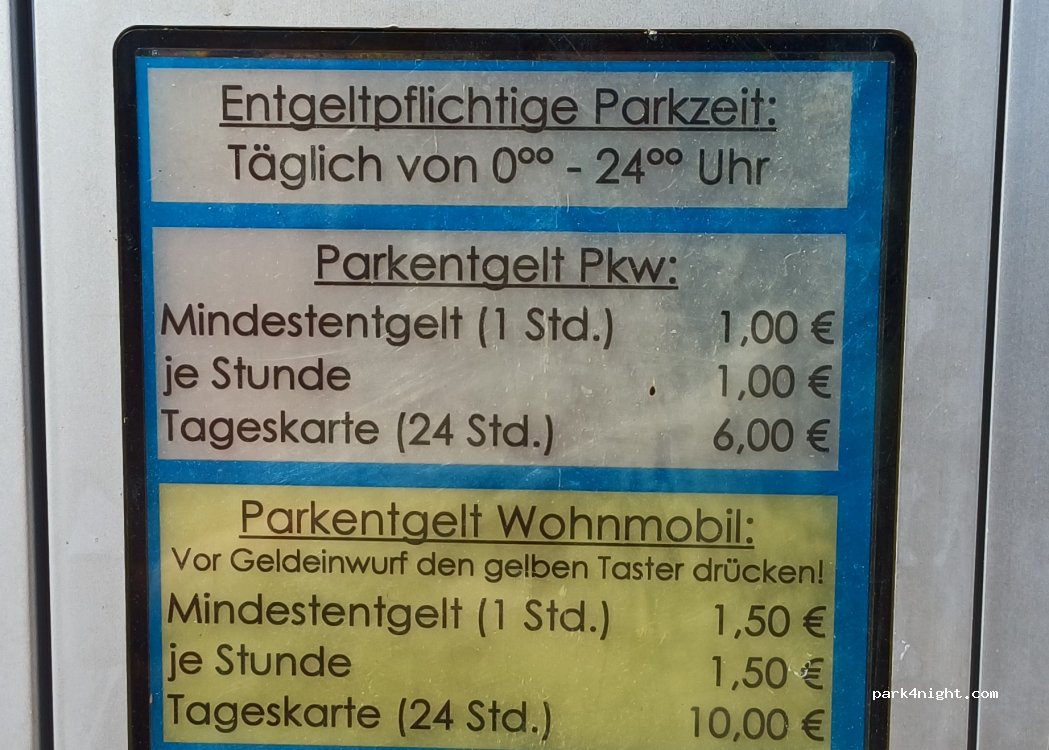 Entgeltpflichtige Parkzeit:
Täglich von 0⁰⁰ - 24⁰⁰ Uhr
Parkentgelt Pkw:
Mindestentgelt (1 Std.) 1,00 €
je Stunde 1,00 €
Tageskarte (24 Std.) 6,00 €
Parkentgelt Wohnmobil:
Vor Geldeinwurf den gelben Taster drücken!
Mindestentgelt (1 Std.) 1,50 €
je Stunde 1,50 €
Tageskarte (24 Std.) 10,00 €
park4night.com